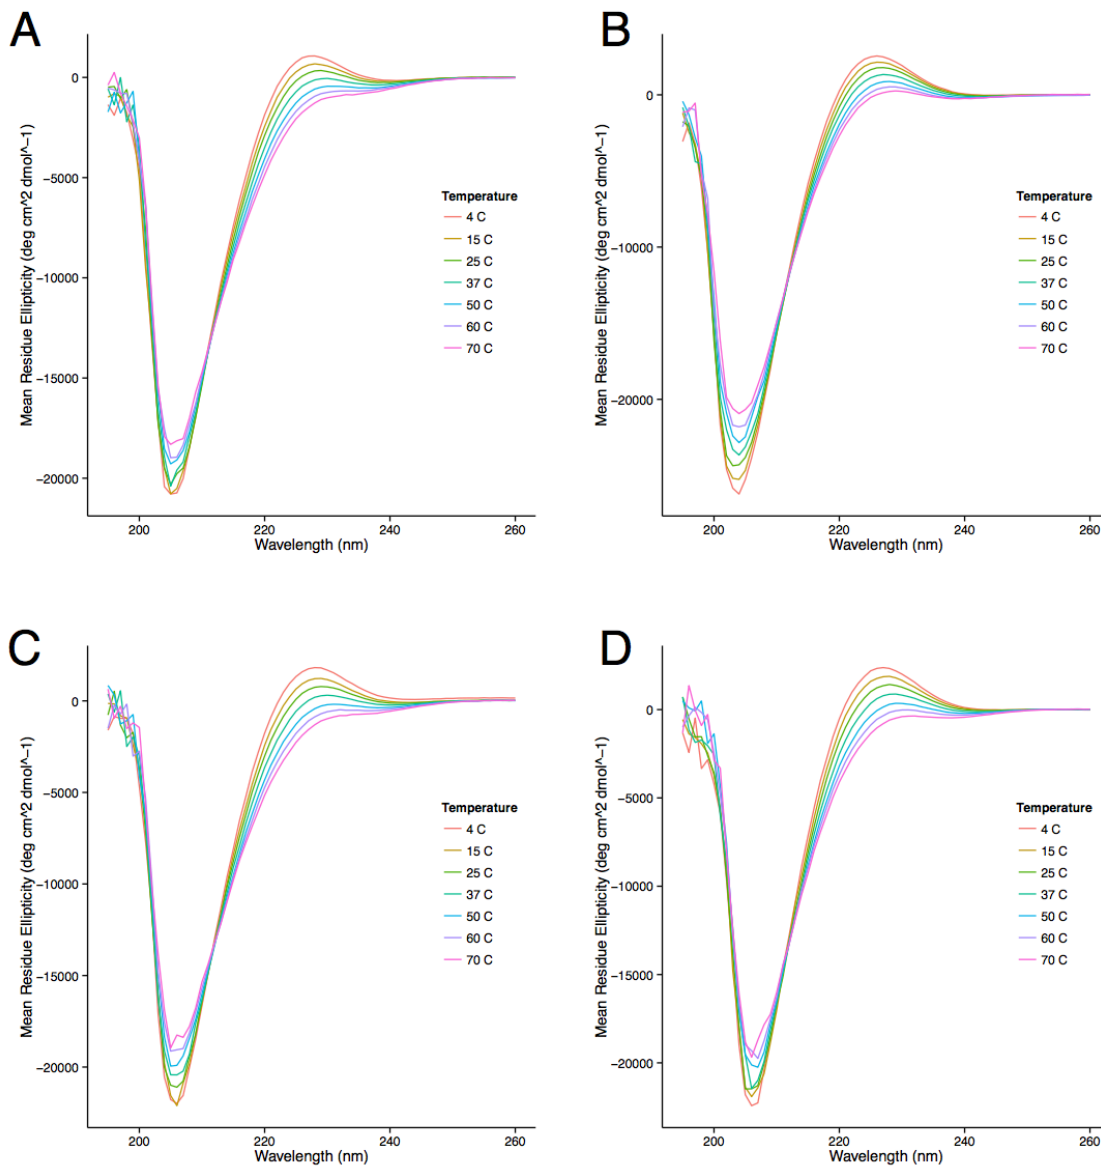 A
Mean Residue Ellipticity (deg cm^2 dmol^−1)
0
−5000
−10000
−15000
−20000
Temperature
4 C
15 C
25 C
37 C
50 C
60 C
70 C
200
220
240
260
Wavelength (nm)
B
Mean Residue Ellipticity (deg cm^2 dmol^−1)
0
−10000
−20000
Temperature
4 C
15 C
25 C
37 C
50 C
60 C
70 C
200
220
240
260
Wavelength (nm)
C
Mean Residue Ellipticity (deg cm^2 dmol^−1)
0
−5000
−10000
−15000
−20000
Temperature
4 C
15 C
25 C
37 C
50 C
60 C
70 C
200
220
240
260
Wavelength (nm)
D
Mean Residue Ellipticity (deg cm^2 dmol^−1)
0
−5000
−10000
−15000
−20000
Temperature
4 C
15 C
25 C
37 C
50 C
60 C
70 C
200
220
240
260
Wavelength (nm)